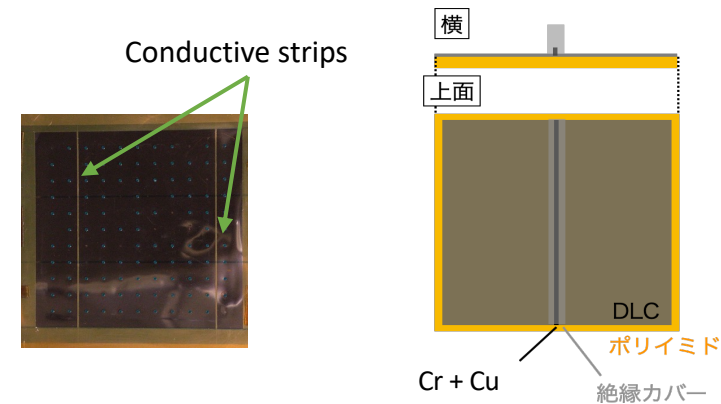 Conductive strips
横
上面
DLC
ポリイミド
Cr + Cu
絶縁カバー